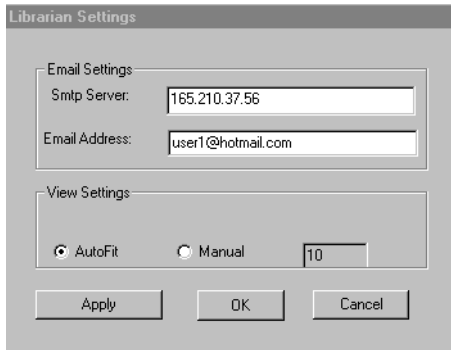 Librarian Settings
Email Settings
Smtp Server: 165.210.37.56
Email Address: user1@hotmail.com
View Settings
AutoFit Manual 10
Apply OK Cancel